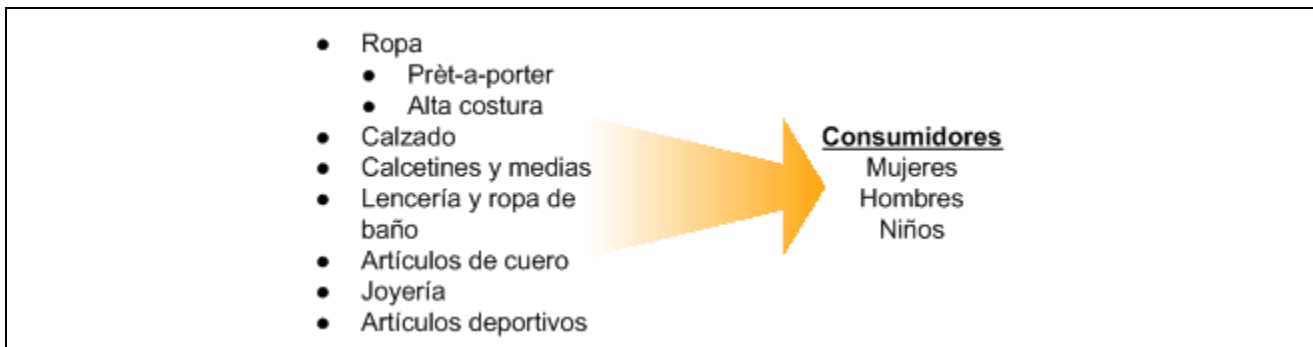 ● Ropa
● Prèt-a-porter
● Alta costura
● Calzado
● Calcetines y medias
● Lencería y ropa de
baño
● Artículos de cuero
● Joyería
● Artículos deportivos
Consumidores
Mujeres
Hombres
Niños